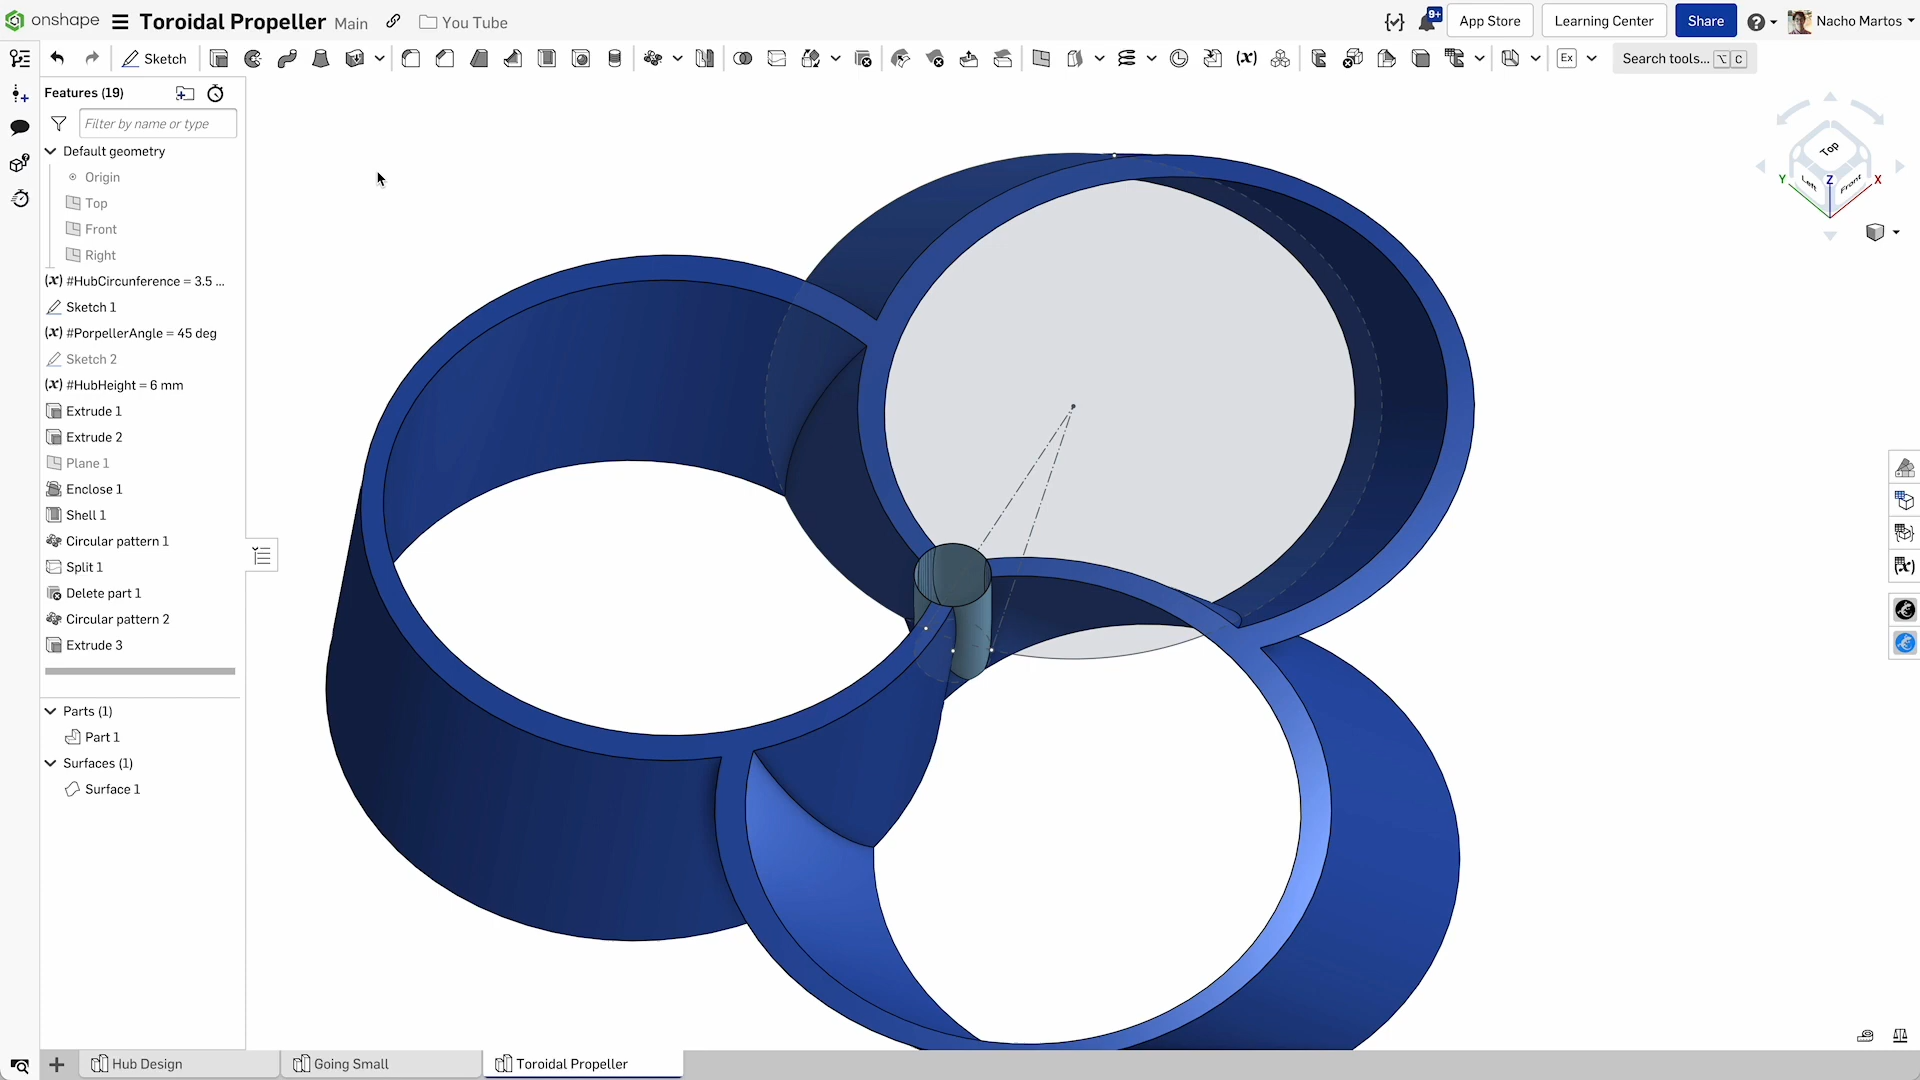 onshape Toroidal Propeller Main You Tube 9+ App Store Learning Center Share Nacho Martos
Sketch (x) Ex Search tools... ⌥ C
Features (19)
Filter by name or type
Default geometry
Origin
Top
Front
Right
(x) #HubCircunference = 3.5 ...
Sketch 1
(x) #PorpellerAngle = 45 deg
Sketch 2
(x) #HubHeight = 6 mm
Extrude 1
Extrude 2
Plane 1
Enclose 1
Shell 1
Circular pattern 1
Split 1
Delete part 1
Circular pattern 2
Extrude 3
Parts (1)
Part 1
Surfaces (1)
Surface 1
Top
Left
Front
Y
Z
X
(x)
Hub Design
Going Small
Toroidal Propeller